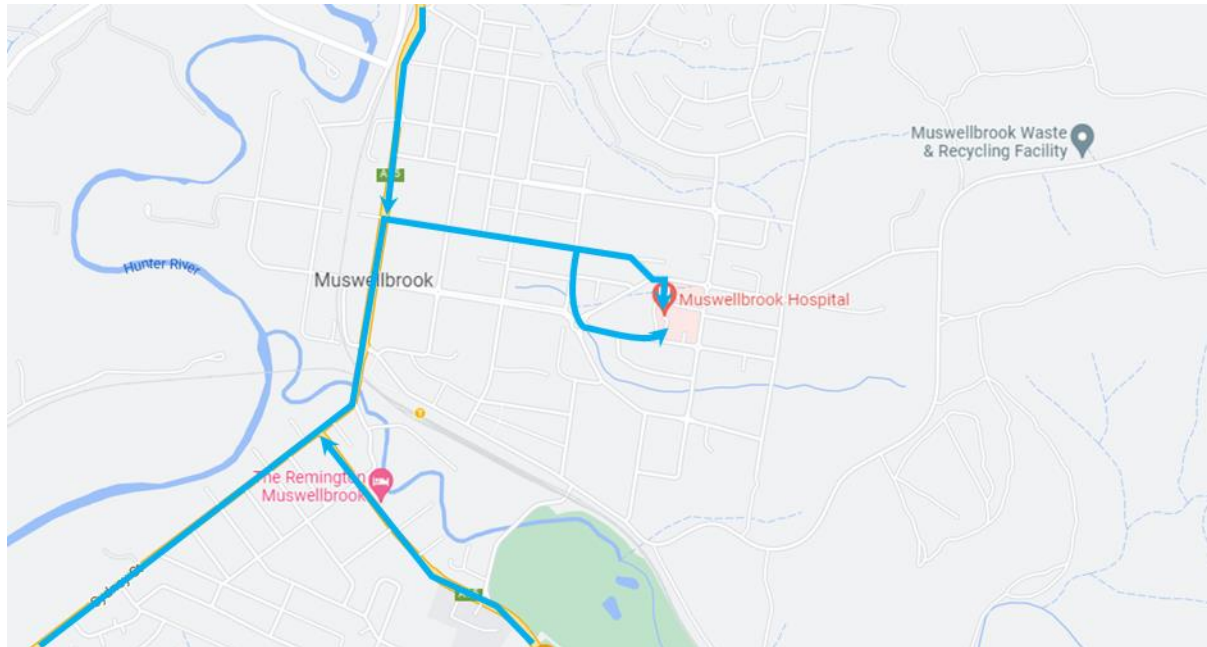 Muswellbrook Waste
& Recycling Facility
Hunter River
Muswellbrook
Muswellbrook Hospital
The Remington
Muswellbrook